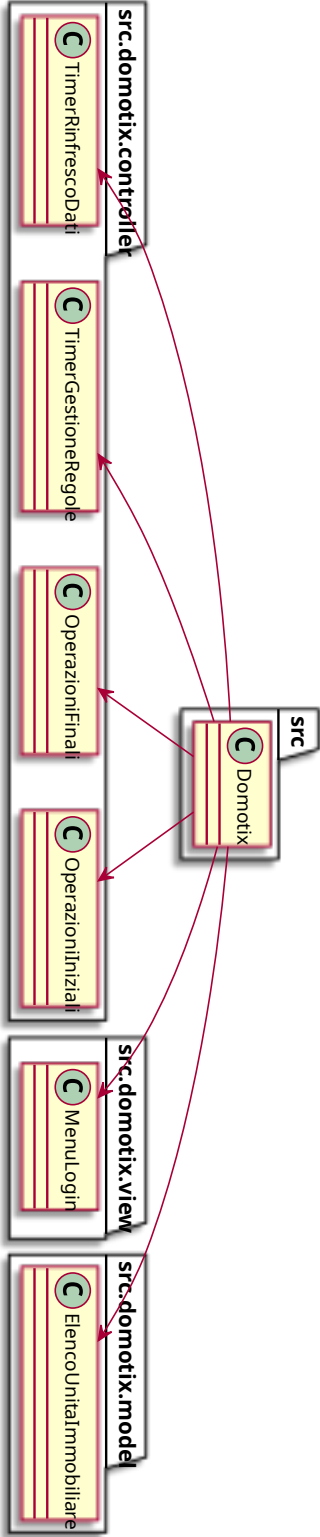 src
C Domotix
src.domotix.controller
C TimerRinfrescoDati
C TimerGestioneRegole
C OperazioniFinali
C OperazioniIniziali
src.domotix.view
C MenuLogin
src.domotix.model
C ElencoUnitaImmobiliare